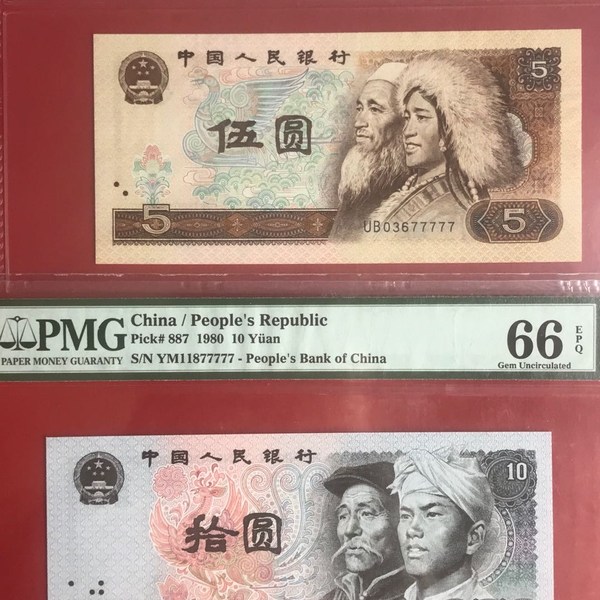 中国人民银行
5
伍圆
5
UB03677777
5
PMG
PAPER MONEY GUARANTY
China / People's Republic
Pick# 887 1980 10 Yüan
S/N YM11877777 - People's Bank of China
66
EPQ
Gem Uncirculated
中国人民银行
10
拾圆